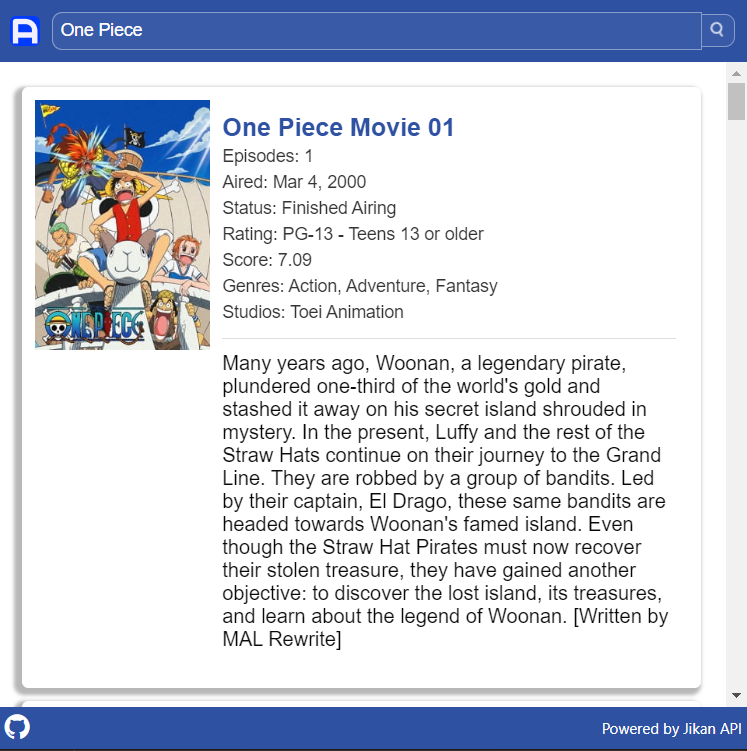 A
One Piece
One Piece Movie 01
Episodes: 1
Aired: Mar 4, 2000
Status: Finished Airing
Rating: PG-13 - Teens 13 or older
Score: 7.09
Genres: Action, Adventure, Fantasy
Studios: Toei Animation
ONE PIECE
Many years ago, Woonan, a legendary pirate,
plundered one-third of the world's gold and
stashed it away on his secret island shrouded in
mystery. In the present, Luffy and the rest of the
Straw Hats continue on their journey to the Grand
Line. They are robbed by a group of bandits. Led
by their captain, El Drago, these same bandits are
headed towards Woonan's famed island. Even
though the Straw Hat Pirates must now recover
their stolen treasure, they have gained another
objective: to discover the lost island, its treasures,
and learn about the legend of Woonan. [Written by
MAL Rewrite]
Powered by Jikan API